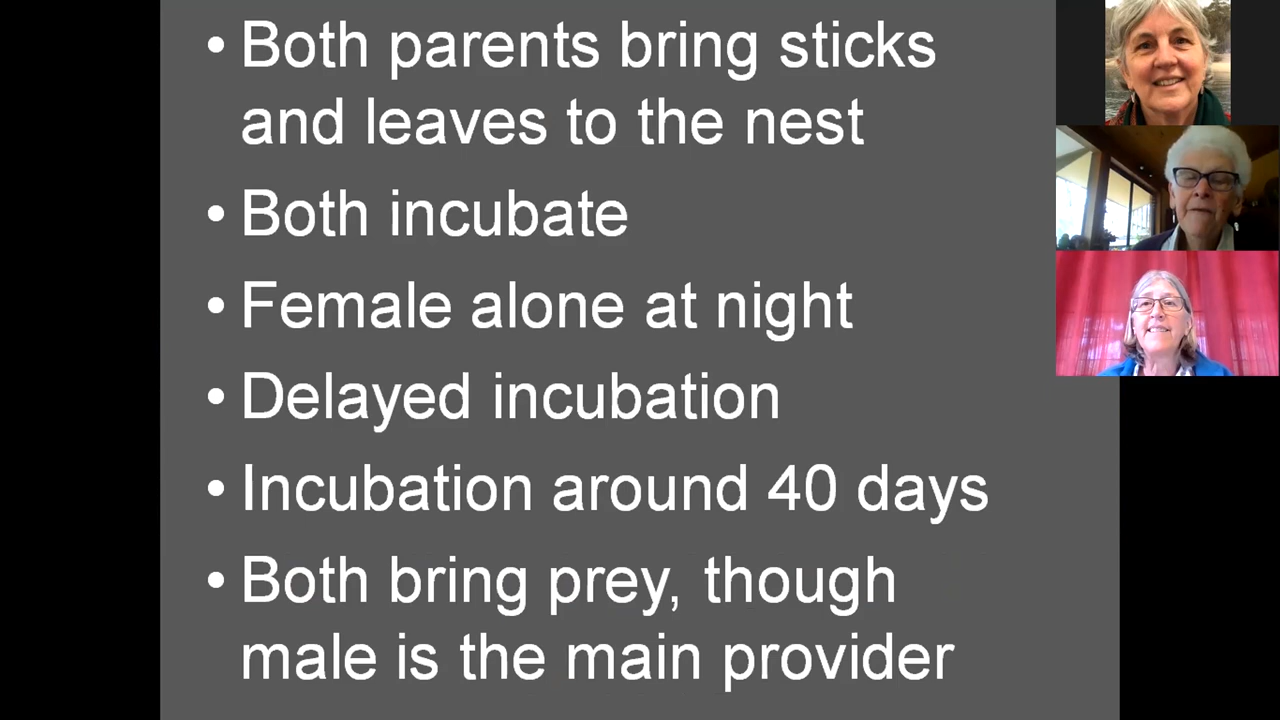 • Both parents bring sticks
and leaves to the nest
• Both incubate
• Female alone at night
• Delayed incubation
• Incubation around 40 days
• Both bring prey, though
male is the main provider